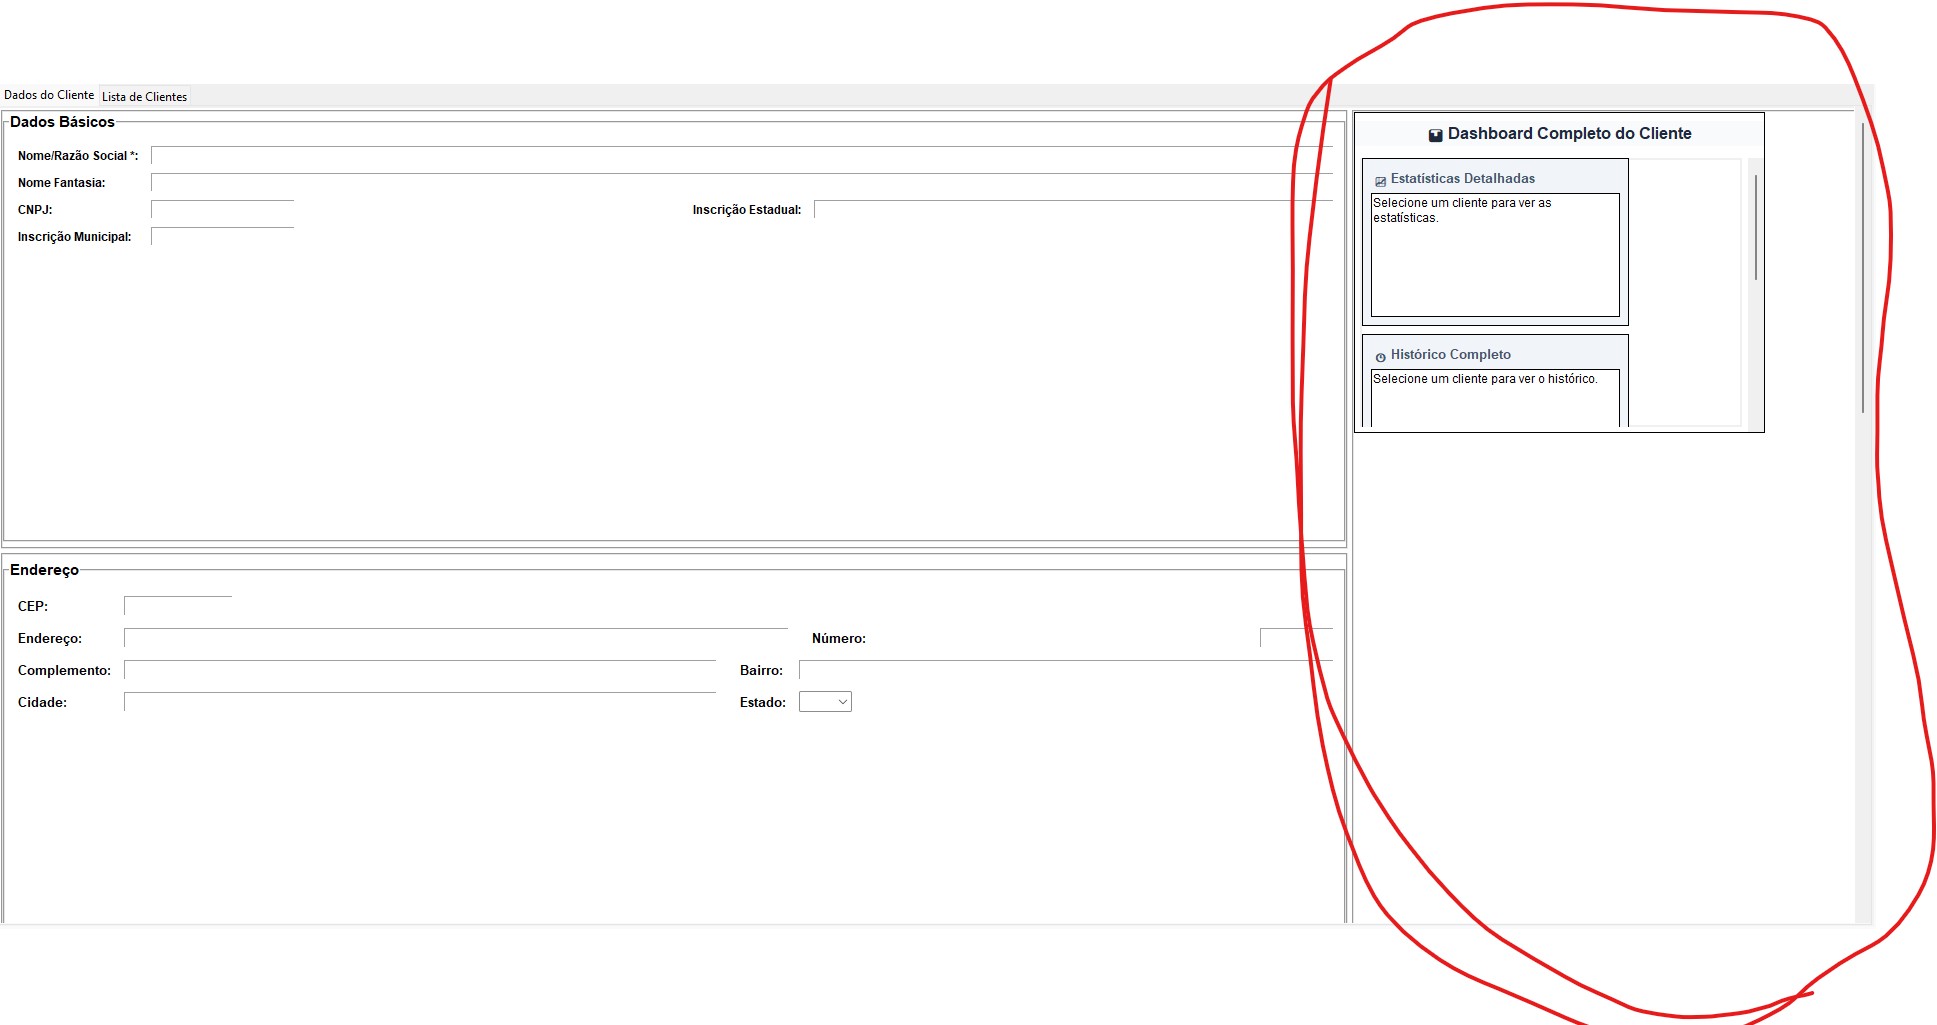 Dados do Cliente
Lista de Clientes
Dados Básicos
Nome/Razão Social *:
Nome Fantasia:
CNPJ:
Inscrição Estadual:
Inscrição Municipal:
Endereço
CEP:
Endereço:
Número:
Complemento:
Bairro:
Cidade:
Estado:
Dashboard Completo do Cliente
Estatísticas Detalhadas
Selecione um cliente para ver as
estatísticas.
Histórico Completo
Selecione um cliente para ver o histórico.